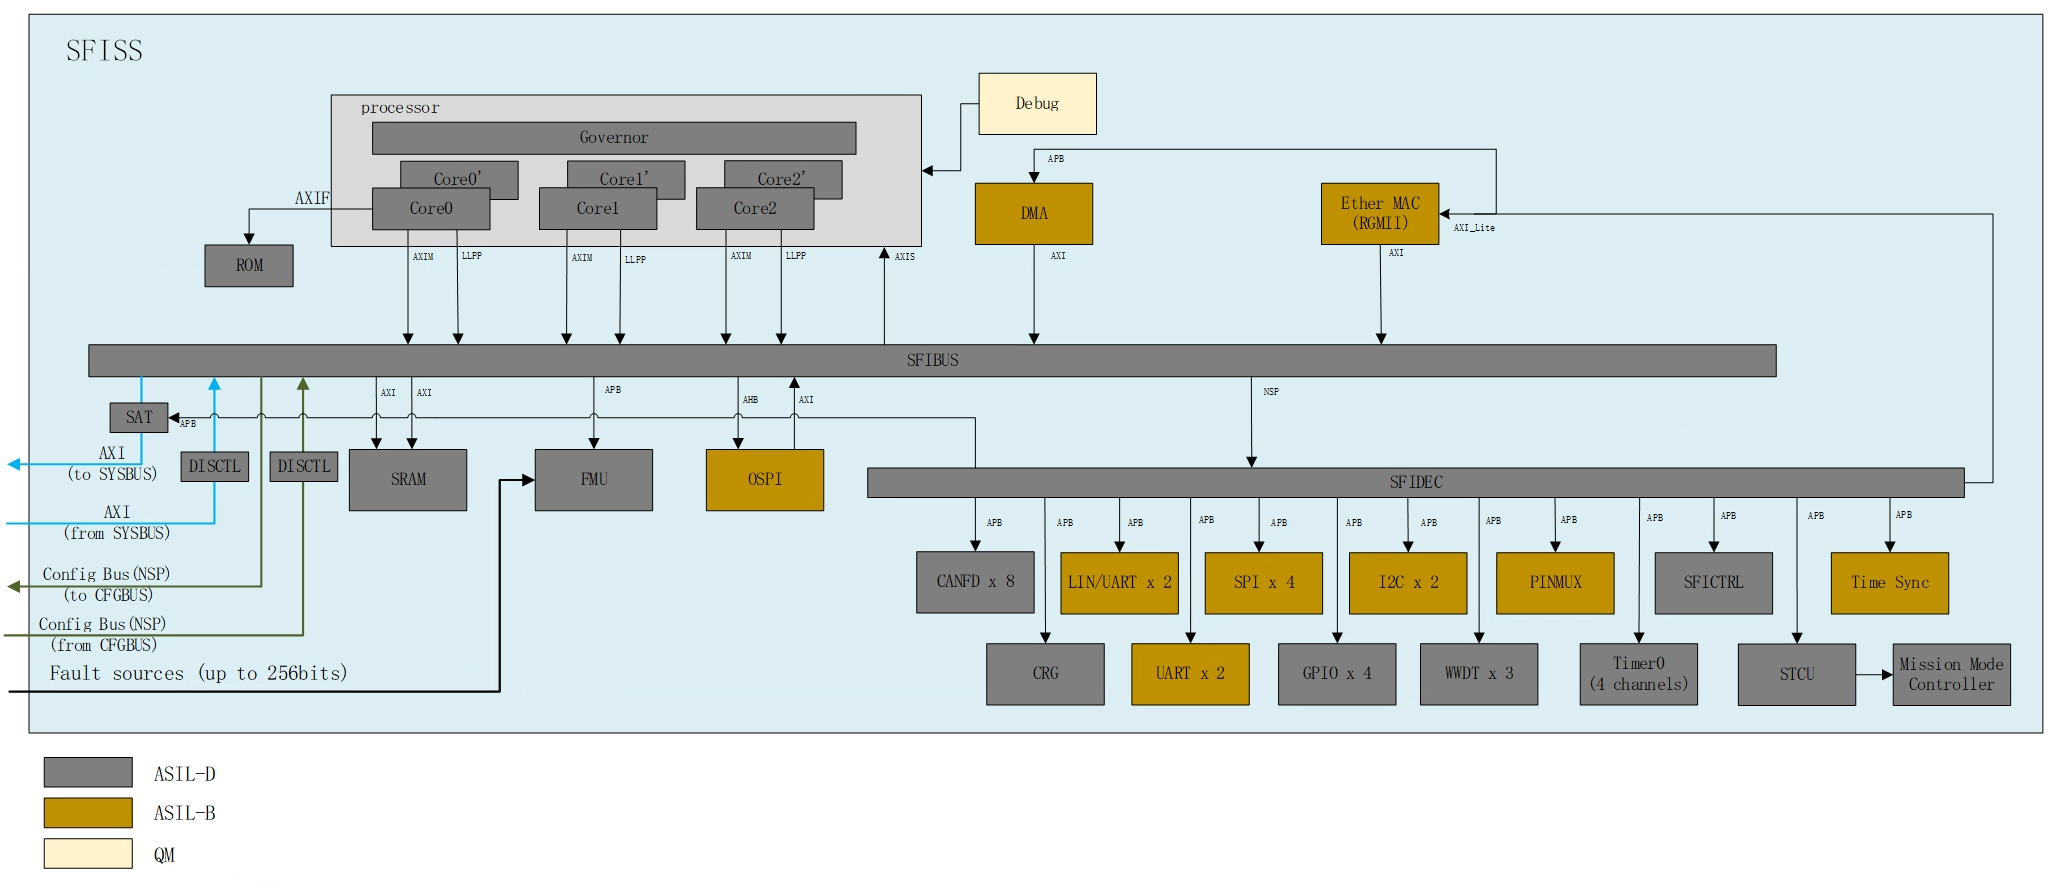 SFISS
processor
Debug
Governor
Core0'
Core1'
Core2'
Core0
Core1
Core2
AXIF
ROM
APB
DMA
Ether MAC
(RGMII)
AXI_Lite
AXIM
LLPP
AXIM
LLPP
AXIM
LLPP
AXIS
AXI
AXI
SFIBUS
SAT
APB
AXI
AXI
APB
AHB
AXI
NSP
AXI
(to SYSBUS)
DISCTL
DISCTL
SRAM
FMU
OSPI
SFIDEC
AXI
(from SYSBUS)
APB
APB
APB
APB
APB
APB
APB
APB
APB
APB
APB
APB
APB
Config Bus(NSP)
(to CFGBUS)
CANFD x 8
LIN/UART x 2
SPI x 4
I2C x 2
PINMUX
SFICTRL
Time Sync
Config Bus(NSP)
(from CFGBUS)
Fault sources (up to 256bits)
CRG
UART x 2
GPIO x 4
WWDT x 3
Timer0
(4 channels)
STCU
Mission Mode
Controller
ASIL-D
ASIL-B
QM